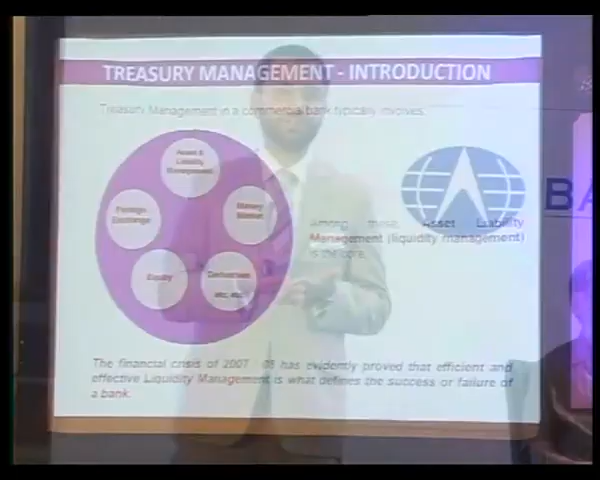 TREASURY MANAGEMENT - INTRODUCTION
Treasury Management in a commercial bank typically involves:
Asset &
Liability
Management
Foreign
Exchange
Money
Market
Equity
Derivatives
etc, etc.
Among these, Asset Liability
Management (liquidity management)
is the core.
The financial crisis of 2007 - 08 has evidently proved that efficient and
effective Liquidity Management is what defines the success or failure of
a bank.
BA